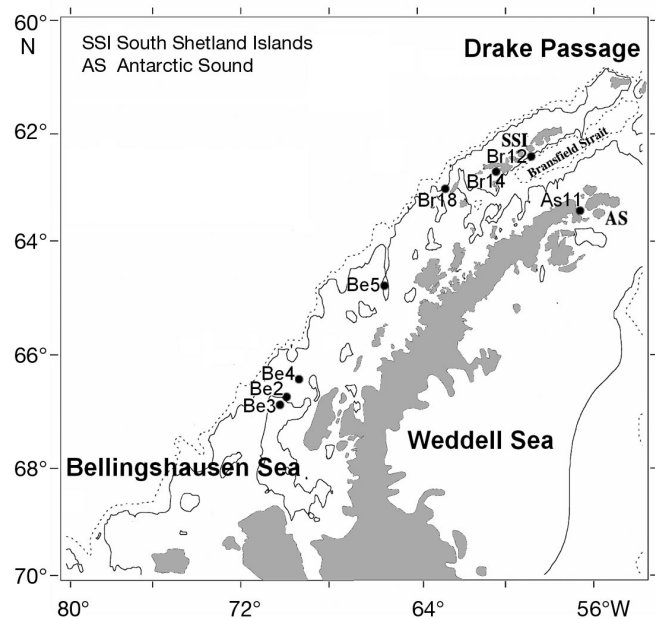 60°
N
SSI South Shetland Islands
AS Antarctic Sound
Drake Passage
62°
SSI
Br12
Bransfield Strait
Br14
Br18
As11
AS
64°
Be5
66°
Be4
Be2
Be3
Weddell Sea
68°
Bellingshausen Sea
70°
80°
72°
64°
56°W